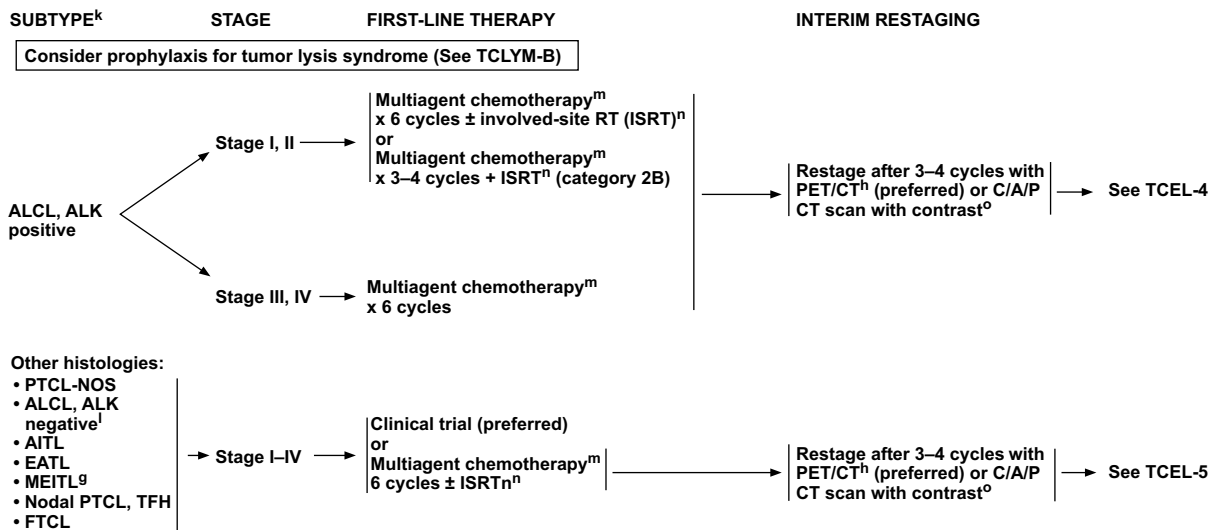 SUBTYPEk STAGE FIRST-LINE THERAPY INTERIM RESTAGING
Consider prophylaxis for tumor lysis syndrome (See TCLYM-B)
ALCL, ALK
positive
Stage I, II
Multiagent chemotherapym
x 6 cycles ± involved-site RT (ISRT)n
or
Multiagent chemotherapym
x 3–4 cycles + ISRTn (category 2B)
Stage III, IV
Multiagent chemotherapym
x 6 cycles
Restage after 3–4 cycles with
PET/CTh (preferred) or C/A/P
CT scan with contrasto
See TCEL-4
Other histologies:
• PTCL-NOS
• ALCL, ALK
negativel
• AITL
• EATL
• MEITLg
• Nodal PTCL, TFH
• FTCL
Stage I–IV
Clinical trial (preferred)
or
Multiagent chemotherapym
6 cycles ± ISRTnn
Restage after 3–4 cycles with
PET/CTh (preferred) or C/A/P
CT scan with contrasto
See TCEL-5